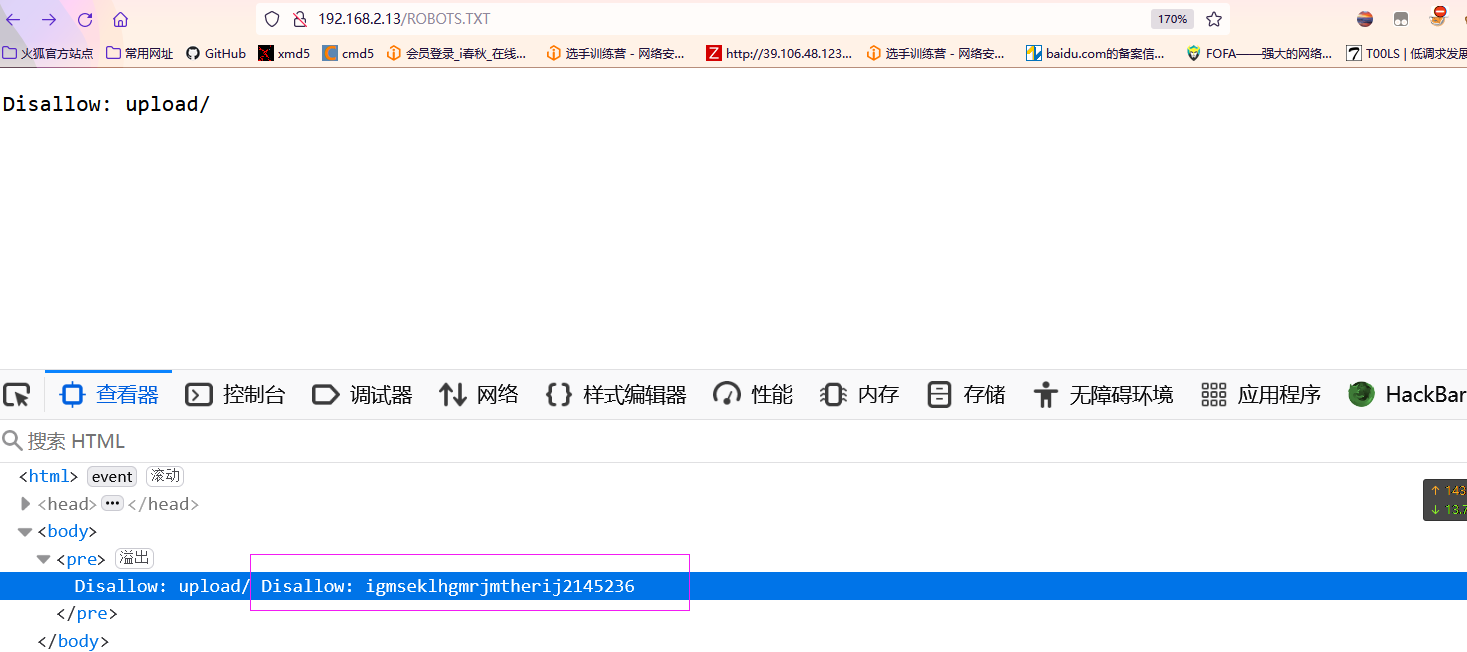 192.168.2.13/ROBOTS.TXT 170%
火狐官方站点 常用网址 GitHub xmd5 cmd5 会员登录_i春秋_在线... 选手训练营 - 网络安... http://39.106.48.123... 选手训练营 - 网络安... baidu.com的备案信... FOFA——强大的网络... T00LS | 低调求发展
Disallow: upload/
查看器 控制台 调试器 网络 样式编辑器 性能 内存 存储 无障碍环境 应用程序 HackBar
搜索 HTML
<html> event 滚动
<head> ••• </head>
<body>
<pre> 溢出
Disallow: upload/ Disallow: igmseklhgmrjmtherij2145236
</pre>
</body>
↑ 143
↓ 13.7